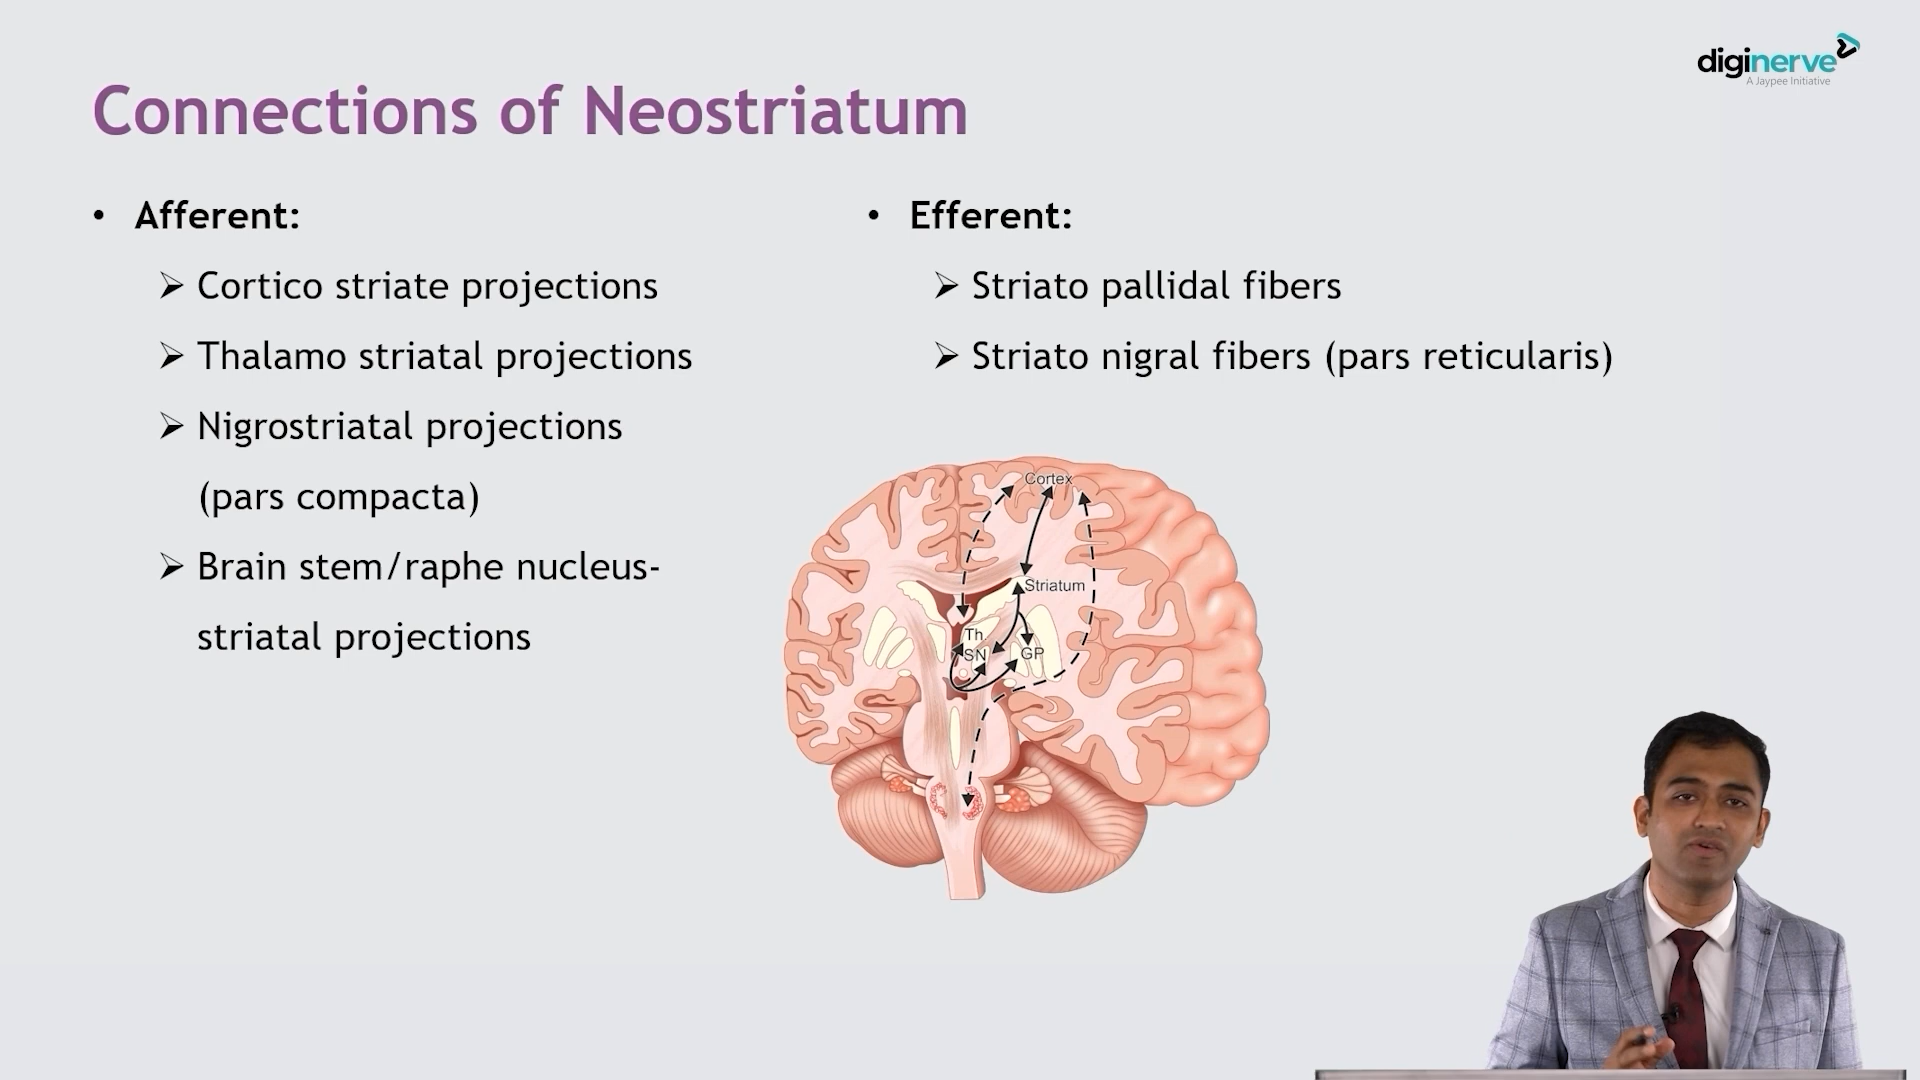 diginerve
A Jaypee Initiative
Connections of Neostriatum
• Afferent:
➢ Cortico striate projections
➢ Thalamo striatal projections
➢ Nigrostriatal projections
(pars compacta)
➢ Brain stem/raphe nucleus-
striatal projections
• Efferent:
➢ Striato pallidal fibers
➢ Striato nigral fibers (pars reticularis)
Cortex
Striatum
Th
SN
GP